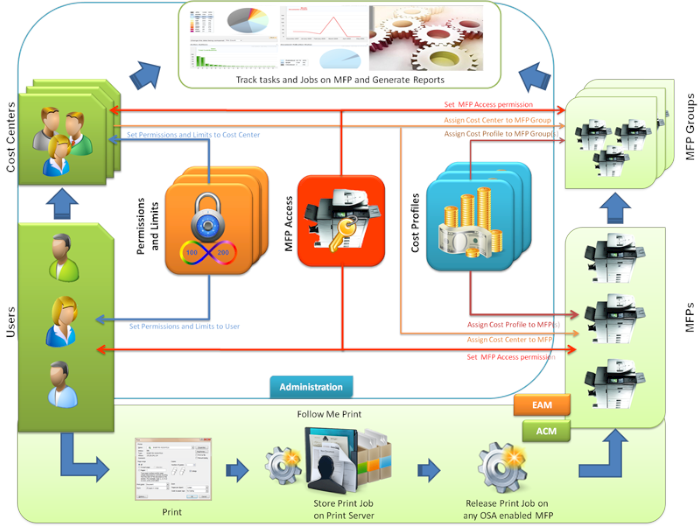 Track tasks and Jobs on MFP and Generate Reports
Cost Centers
MFP Groups
Set MFP Access permission
Assign Cost Center to MFP Group
Assign Cost Profile to MFP Group(s)
Set Permissions and Limits to Cost Center
Permissions
and Limits
100 200
MFP Access
Cost Profiles
Users
MFPs
Set Permissions and Limits to User
Assign Cost Profile to MFP(s)
Assign Cost Center to MFP
Set MFP Access permission
Administration
EAM
ACM
Follow Me Print
Print
Store Print Job
on Print Server
Release Print Job on
any OSA enabled MFP